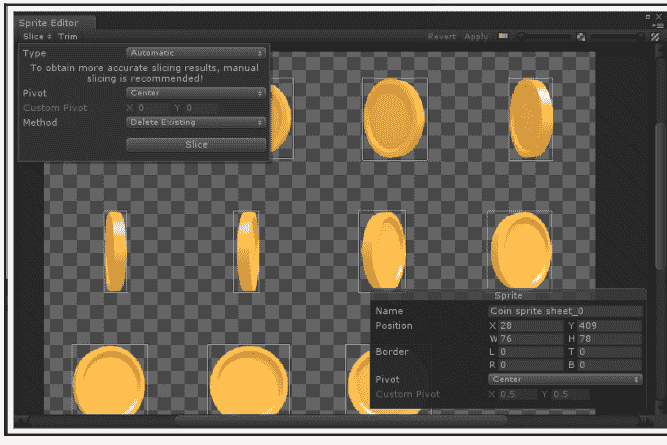 Sprite Editor
Slice Trim Revert Apply
Type Automatic
To obtain more accurate slicing results, manual
slicing is recommended!
Pivot Center
Custom Pivot X 0 Y 0
Method Delete Existing
Slice
Sprite
Name Coin sprite sheet_0
Position X 28 Y 409
W 76 H 78
Border L 0 T 0
R 0 B 0
Pivot Center
Custom Pivot X 0.5 Y 0.5